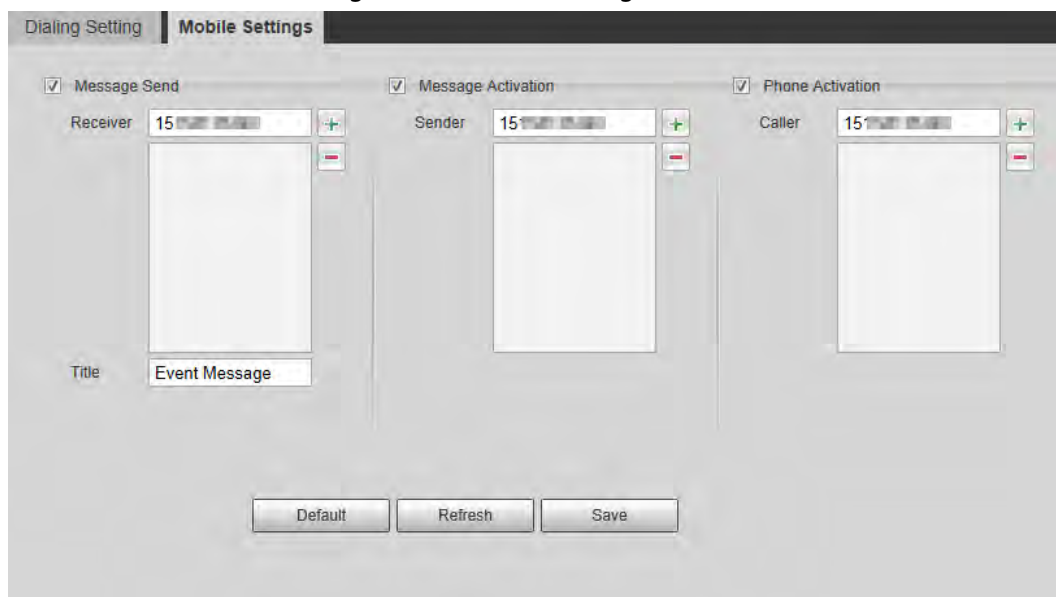 Dialing Setting Mobile Settings
Message Send Message Activation Phone Activation
Receiver 15 Sender 15 Caller 15
Title Event Message
Default Refresh Save